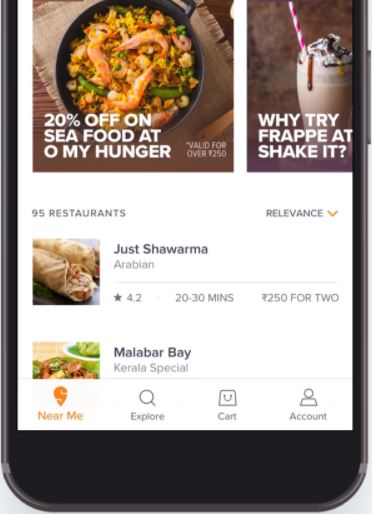 20% OFF ON
SEA FOOD AT
O MY HUNGER
*VALID FOR
OVER ₹250
WHY TRY
FRAPPE AT
SHAKE IT?
95 RESTAURANTS
RELEVANCE
Just Shawarma
Arabian
★ 4.2 · 20-30 MINS ₹250 FOR TWO
Malabar Bay
Kerala Special
Near Me
Explore
Cart
Account